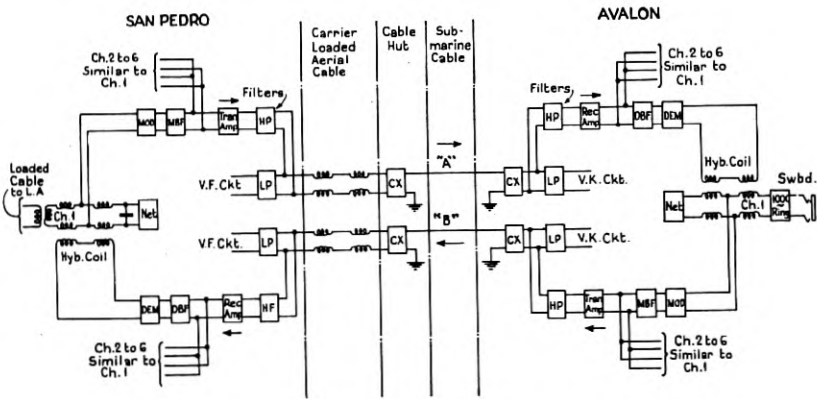 SAN PEDRO
AVALON
Carrier
Loaded
Aerial
Cable
Cable
Hut
Sub-
marine
Cable
Ch. 2 to 6
Similar to
Ch. 1
Ch. 2 to 6
Similar to
Ch. 1
Filters
Filters
MOD
MBF
Tran
Amp
HP
HP
Rec
Amp
DBF
DEM
"A"
Loaded
Cable
to L.A
Ch. 1
Net
V.F. Ckt
LP
CX
CX
LP
V.K. Ckt.
Hyb. Coil
Swbd.
Net
Ch. 1
1000
~
Ring
"B"
Hyb. Coil
V.F. Ckt.
LP
CX
CX
LP
V.K. Ckt.
DEM
DBF
Rec
Amp
HF
HP
Tran
Amp
MBF
MOD
Ch. 2 to 6
Similar to
Ch. 1
Ch. 2 to 6
Similar to
Ch. 1